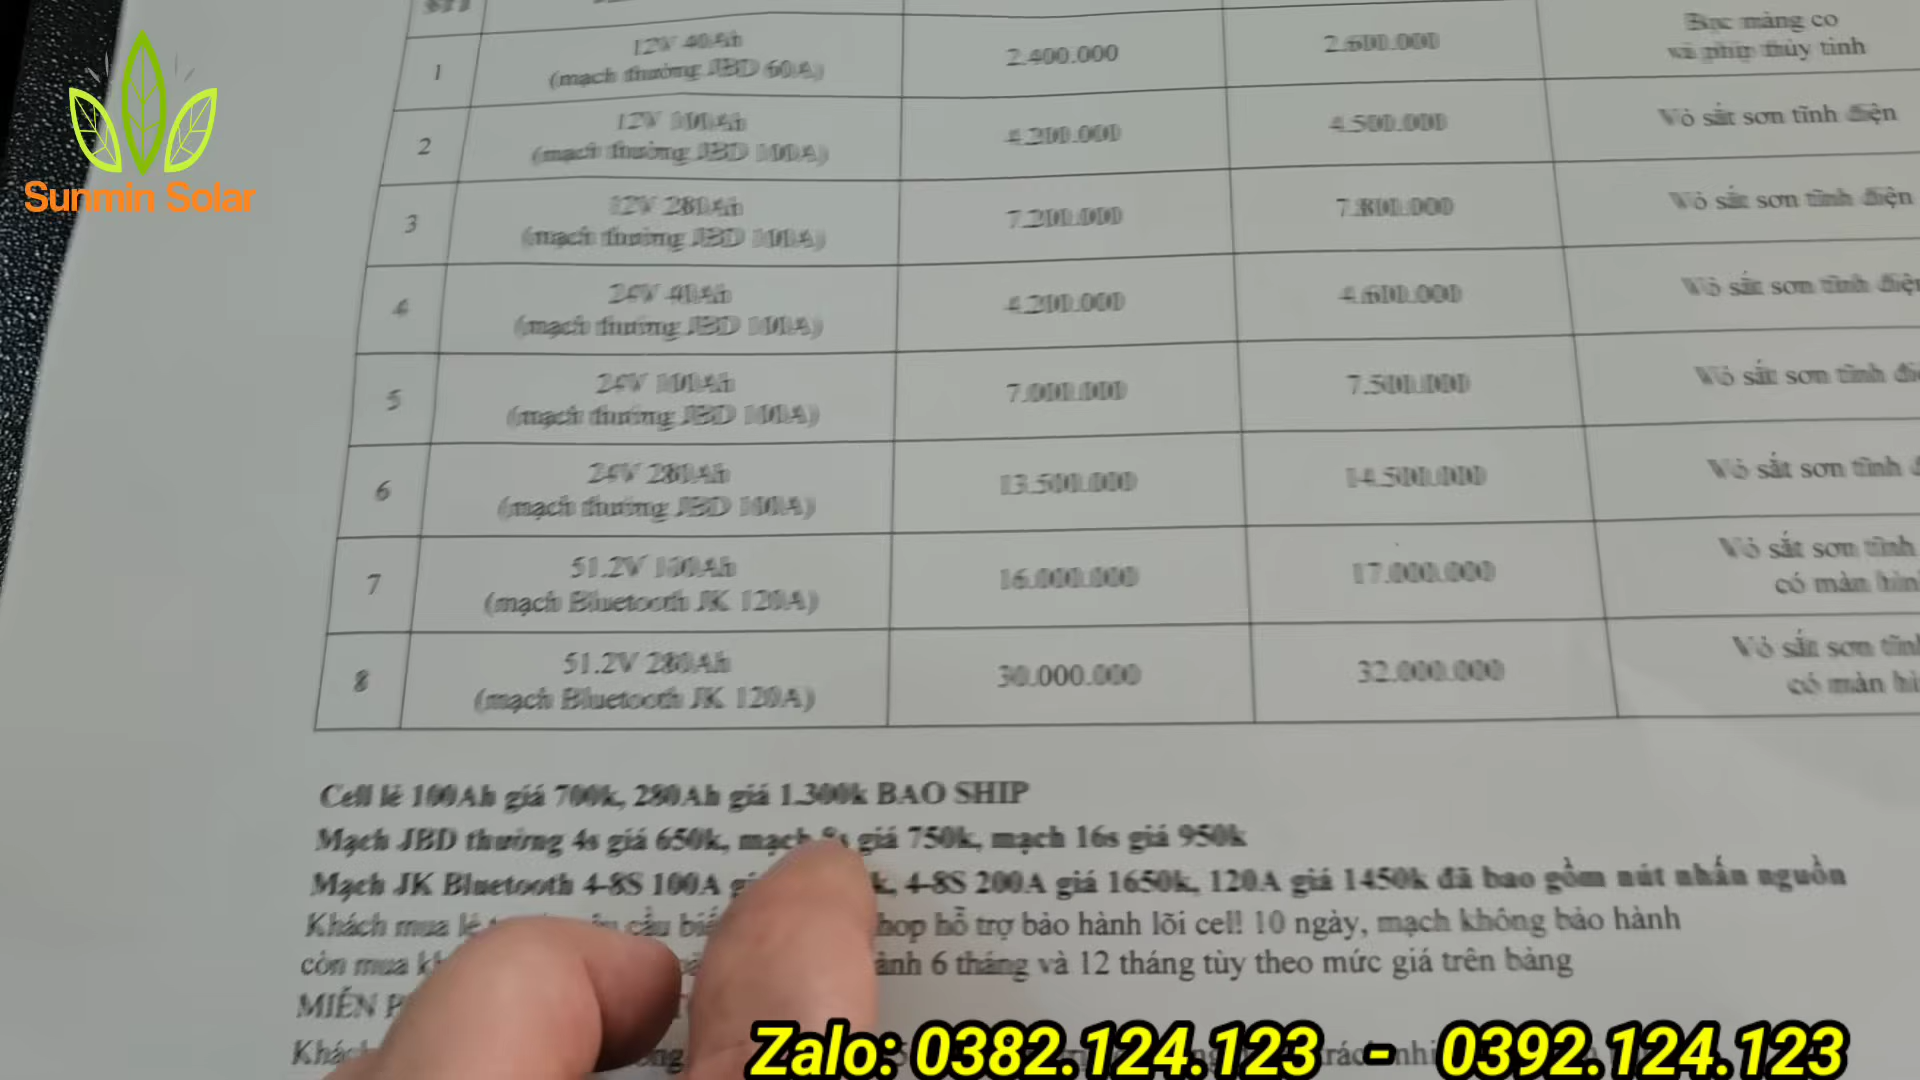 STT
1
12V 40Ah
(mạch thường JBD 60A)
2.400.000
2.600.000
Bọc màng co
và phíp thủy tinh
2
12V 100Ah
(mạch thường JBD 100A)
4.200.000
4.500.000
Vỏ sắt sơn tĩnh điện
3
12V 280Ah
(mạch thường JBD 100A)
7.200.000
7.800.000
Vỏ sắt sơn tĩnh điện
4
24V 40Ah
(mạch thường JBD 100A)
4.200.000
4.600.000
Vỏ sắt sơn tĩnh điện
5
24V 100Ah
(mạch thường JBD 100A)
7.000.000
7.500.000
Vỏ sắt sơn tĩnh
6
24V 280Ah
(mạch thường JBD 100A)
13.500.000
14.500.000
Vỏ sắt sơn tĩnh
7
51.2V 100Ah
(mạch Bluetooth JK 120A)
16.000.000
17.000.000
Vỏ sắt sơn tĩnh
có màn hình
8
51.2V 280Ah
(mạch Bluetooth JK 120A)
30.000.000
32.000.000
Vỏ sắt sơn tĩnh
có màn
Cell lẻ 100Ah giá 700k, 280Ah giá 1.300k BAO SHIP
Mạch JBD thường 4s giá 650k, mạch 8s giá 750k, mạch 16s giá 950k
Mạch JK Bluetooth 4-8S 100A k, 4-8S 200A giá 1650k, 120A giá 1450k đã bao gồm nút nhấn nguồn
Khách mua lẻ cầu hop hỗ trợ bảo hành lõi cell 10 ngày, mạch không bảo hành
còn mua ành 6 tháng và 12 tháng tùy theo mức giá trên bảng
MIỄN
Sunmin Solar
Zalo: 0382.124.123 - 0392.124.123